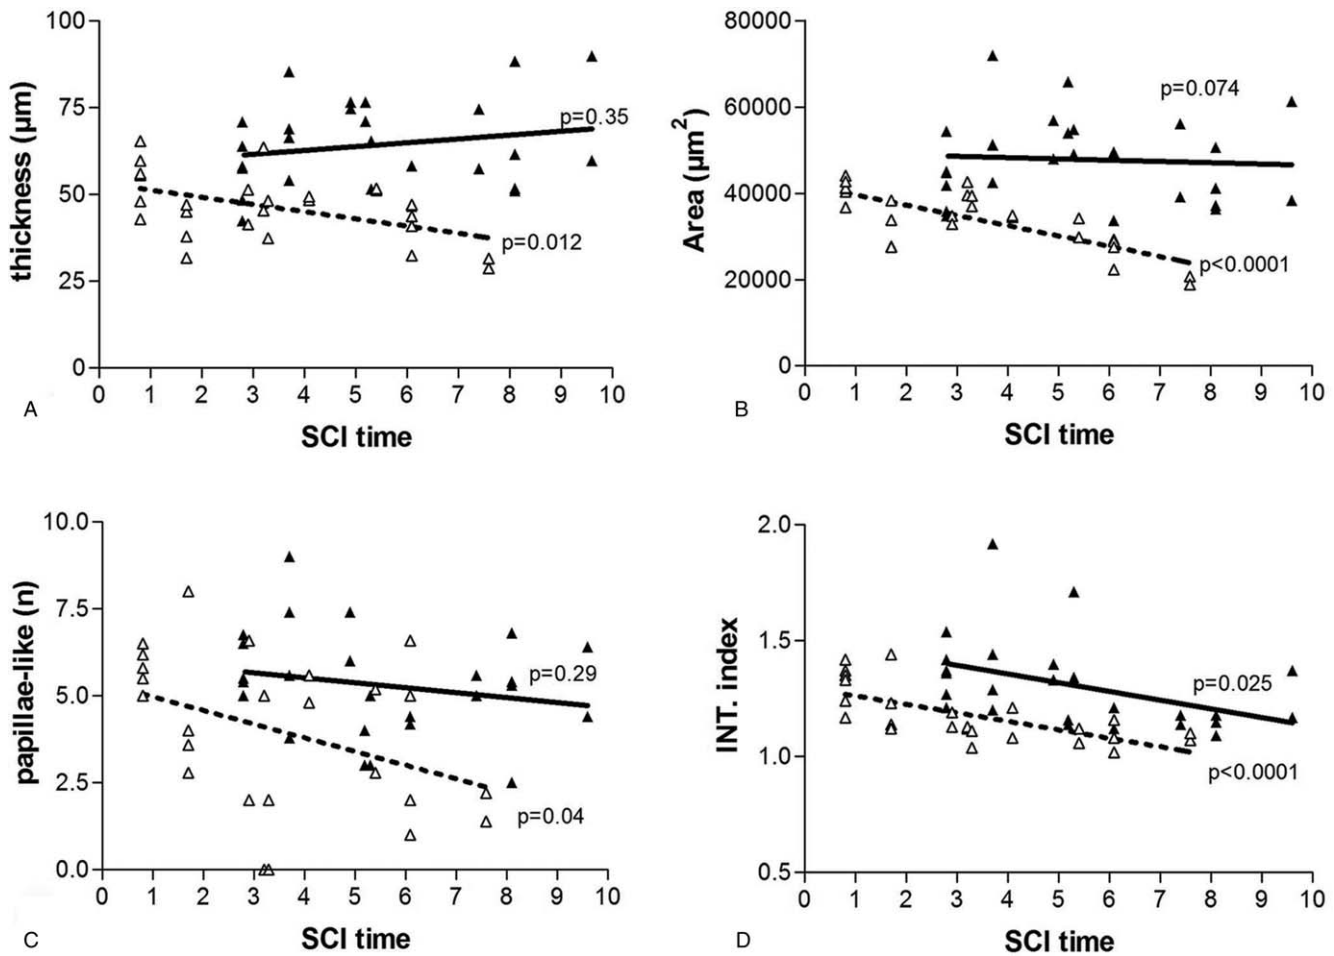 100
75
50
25
0
thickness (µm)
p=0.35
p=0.012
0 1 2 3 4 5 6 7 8 9 10
A
SCI time
80000
60000
40000
20000
0
Area (µm²)
p=0.074
p<0.0001
0 1 2 3 4 5 6 7 8 9 10
B
SCI time
10.0
7.5
5.0
2.5
0.0
papillae-like (n)
p=0.29
p=0.04
0 1 2 3 4 5 6 7 8 9 10
C
SCI time
2.0
1.5
1.0
0.5
INT. index
p=0.025
p<0.0001
0 1 2 3 4 5 6 7 8 9 10
D
SCI time